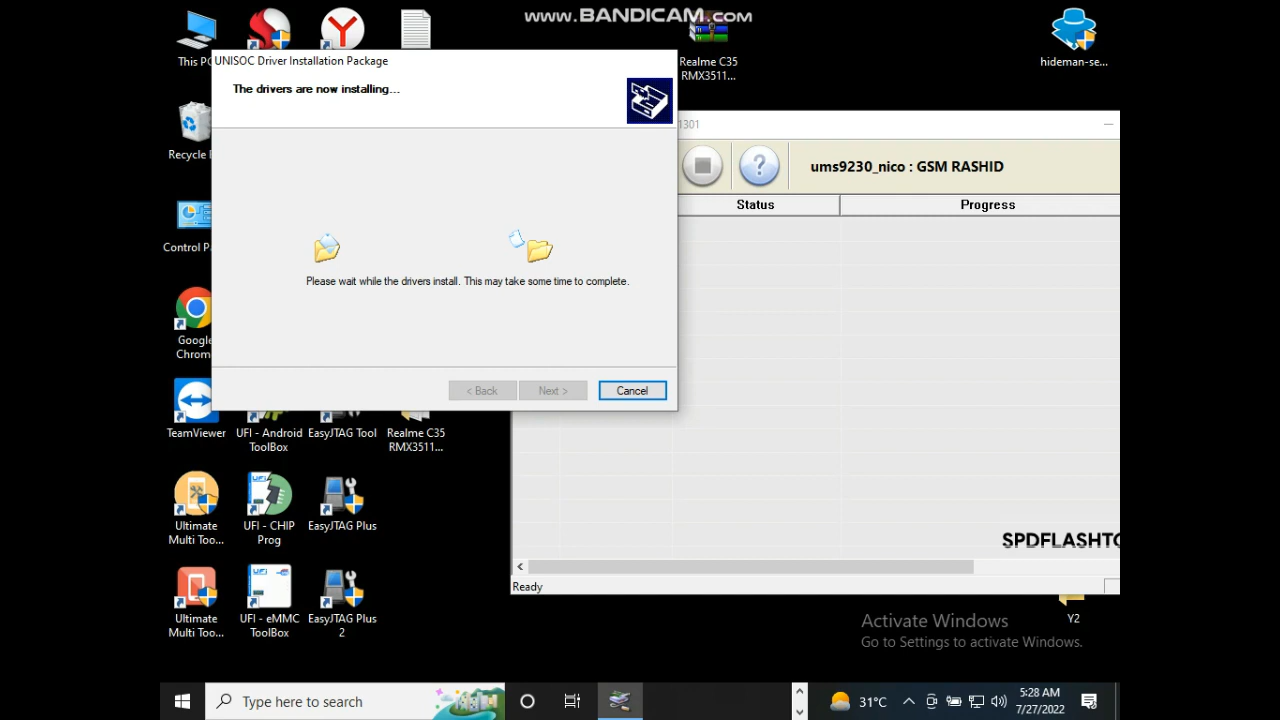 www.BANDICAM.com
This PC
Realme C35
RMX3511...
hideman-se...
UNISOC Driver Installation Package
The drivers are now installing...
1301
ums9230_nico : GSM RASHID
Status
Progress
Recycle
Control Pa
Please wait while the drivers install. This may take some time to complete.
Google
Chrome
< Back
Next >
Cancel
TeamViewer
UFI - Android
ToolBox
EasyJTAG Tool
Realme C35
RMX3511...
Ultimate
Multi Too...
UFI - CHIP
Prog
EasyJTAG Plus
SPDFLASHTO
Ready
Ultimate
Multi Too...
UFI - eMMC
ToolBox
EasyJTAG Plus
2
Y2
Activate Windows
Go to Settings to activate Windows.
Type here to search
31°C
5:28 AM
7/27/2022